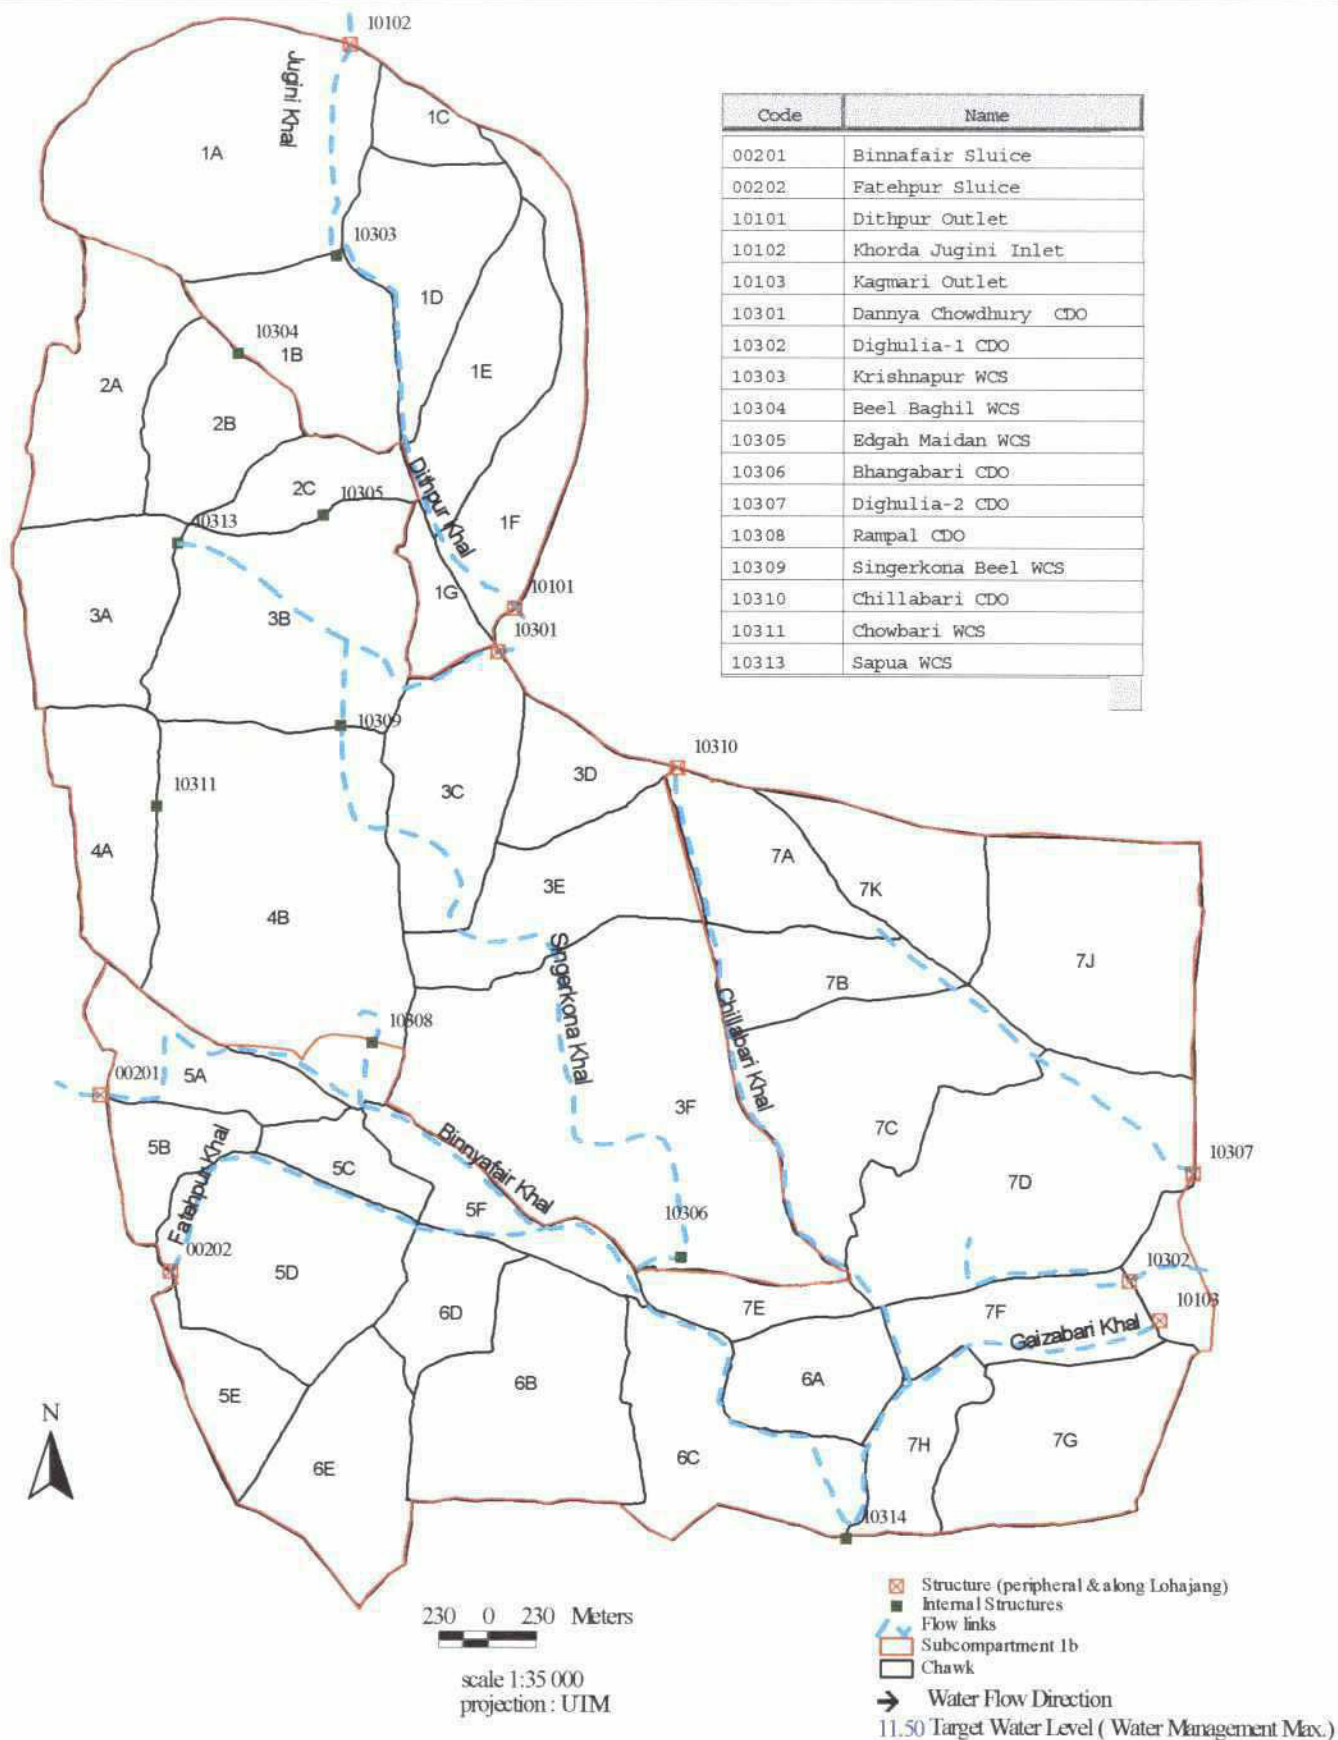 10102
Jugini Khal
1C
1A
Code Name
00201 Binnafair Sluice
00202 Fatehpur Sluice
10101 Dithpur Outlet
10102 Khorda Jugini Inlet
10103 Kagmari Outlet
10301 Dannya Chowdhury CDO
10302 Dighulia-1 CDO
10303 Krishnapur WCS
10304 Beel Baghil WCS
10305 Edgah Maidan WCS
10306 Bhangabari CDO
10307 Dighulia-2 CDO
10308 Rampal CDO
10309 Singerkona Beel WCS
10310 Chillabari CDO
10311 Chowbari WCS
10313 Sapua WCS
10303
1D
10304
1B
1E
2A
2B
2C
10305
Dithpur Khal
10313
1F
10101
1G
3A
3B
10301
10309
10310
3D
10311
3C
4A
7A
3E
7K
4B
Singerkona Khal
7J
7B
Chillabari Khal
10308
00201
5A
3F
7C
5B
Fatehpur Khal
Binnyafair Khal
5C
10307
7D
5F
10306
00202
5D
10302
10103
7E
7F
6D
Gaizabari Khal
6A
6B
5E
7G
7H
6C
6E
N
10314
230 0 230 Meters
scale 1:35 000
projection : UTM
Structure (peripheral & along Lohajang)
Internal Structures
Flow links
Subcompartment 1b
Chawk
Water Flow Direction
11.50 Target Water Level ( Water Management Max.)